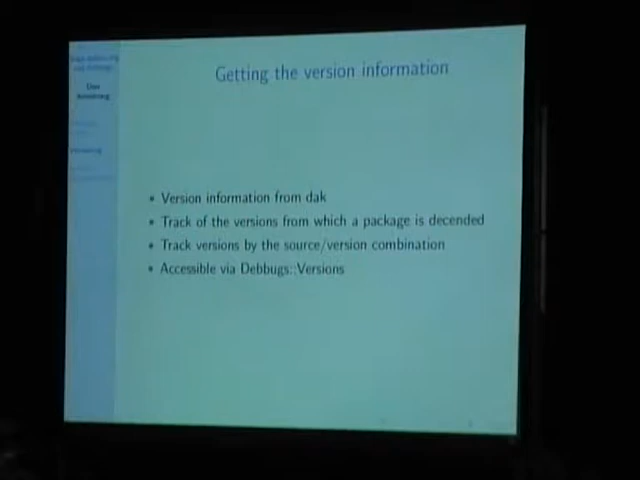 Getting the version information
• Version information from dak
• Track of the versions from which a package is decended
• Track versions by the source/version combination
• Accessible via Debbugs::Versions